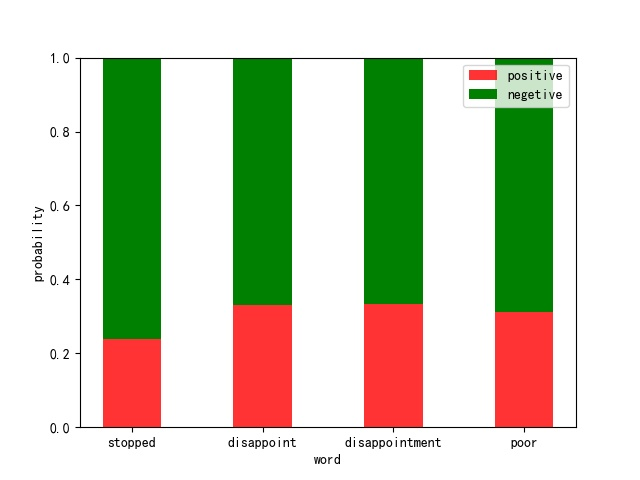 1.0
0.8
0.6
0.4
0.2
0.0
probability
positive
negetive
stopped disappoint disappointment poor
word